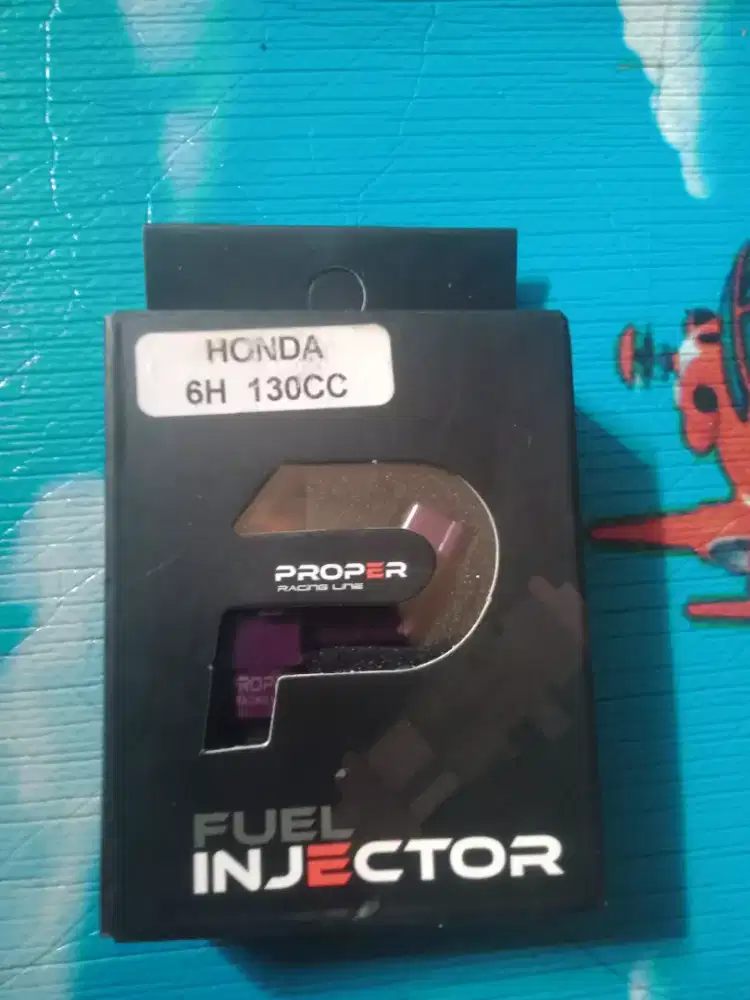 HONDA
6H 130CC
PROPER
RACING LINE
FUEL
INJECTOR